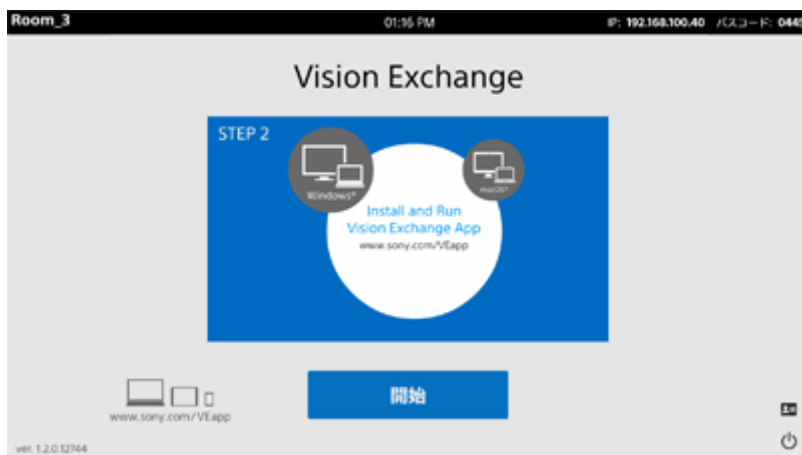 Room_3
01:16 PM
IP: 192.168.100.40 パスコード: 0445
Vision Exchange
STEP 2
Windows*
macOS*
Install and Run
Vision Exchange App
www.sony.com/VEapp
開始
www.sony.com/VEapp
ver. 1.2.0.12744